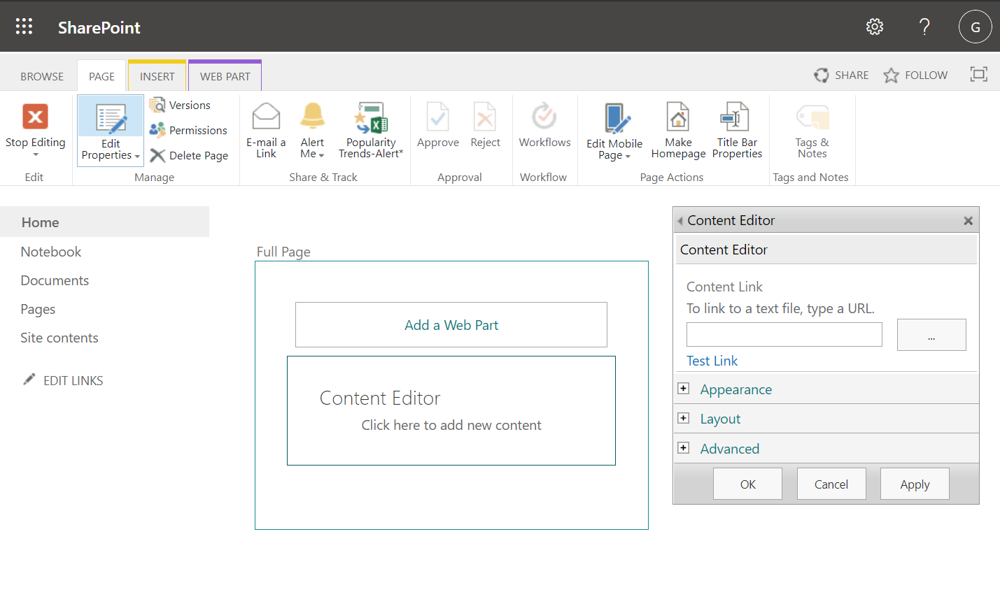 SharePoint
?
G
BROWSE
PAGE
INSERT
WEB PART
SHARE
FOLLOW
Stop Editing
Edit
Edit
Properties
Versions
Permissions
Delete Page
Manage
E-mail a
Link
Alert
Me
Popularity
Trends-Alert*
Share & Track
Approve
Reject
Approval
Workflows
Workflow
Edit Mobile
Page
Make
Homepage
Title Bar
Properties
Page Actions
Tags &
Notes
Tags and Notes
Home
Notebook
Documents
Pages
Site contents
EDIT LINKS
Full Page
Add a Web Part
Content Editor
Click here to add new content
Content Editor
Content Editor
Content Link
To link to a text file, type a URL.
...
Test Link
Appearance
Layout
Advanced
OK
Cancel
Apply